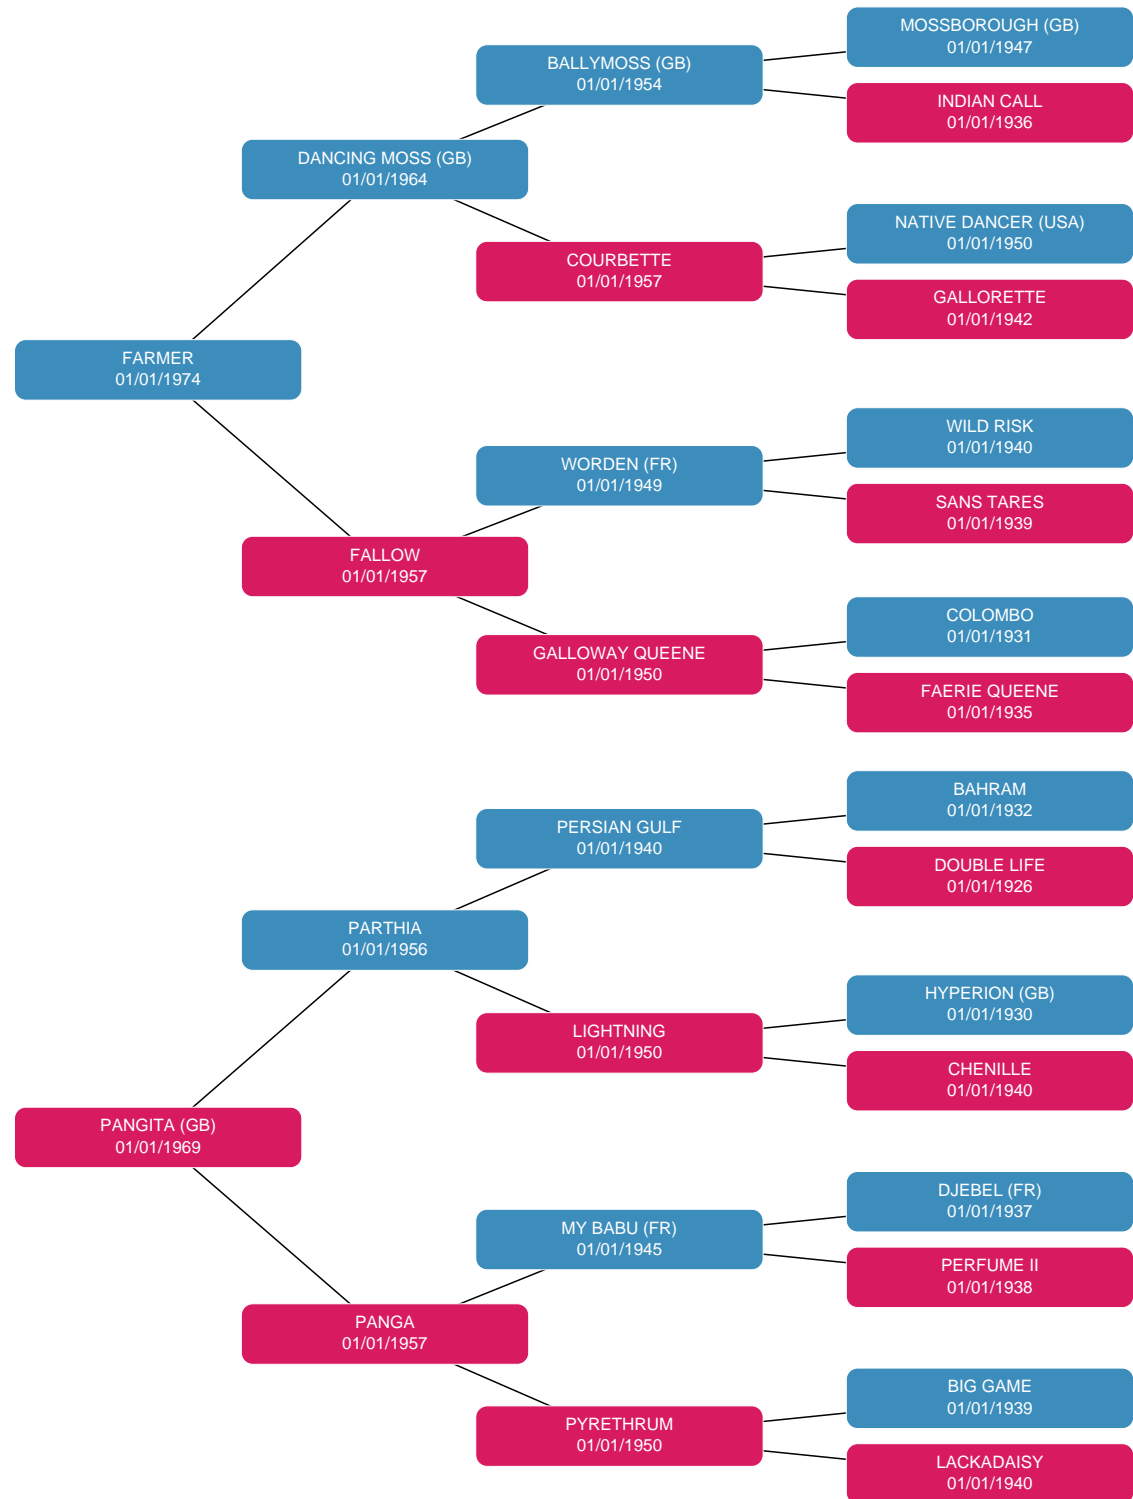 MOSSBOROUGH (GB)
01/01/1947
BALLYMOSS (GB)
01/01/1954
INDIAN CALL
01/01/1936
DANCING MOSS (GB)
01/01/1964
NATIVE DANCER (USA)
01/01/1950
COURBETTE
01/01/1957
GALLORETTE
01/01/1942
FARMER
01/01/1974
WILD RISK
01/01/1940
WORDEN (FR)
01/01/1949
SANS TARES
01/01/1939
FALLOW
01/01/1957
COLOMBO
01/01/1931
GALLOWAY QUEENE
01/01/1950
FAERIE QUEENE
01/01/1935
BAHRAM
01/01/1932
PERSIAN GULF
01/01/1940
DOUBLE LIFE
01/01/1926
PARTHIA
01/01/1956
HYPERION (GB)
01/01/1930
LIGHTNING
01/01/1950
CHENILLE
01/01/1940
PANGITA (GB)
01/01/1969
DJEBEL (FR)
01/01/1937
MY BABU (FR)
01/01/1945
PERFUME II
01/01/1938
PANGA
01/01/1957
BIG GAME
01/01/1939
PYRETHRUM
01/01/1950
LACKADAISY
01/01/1940